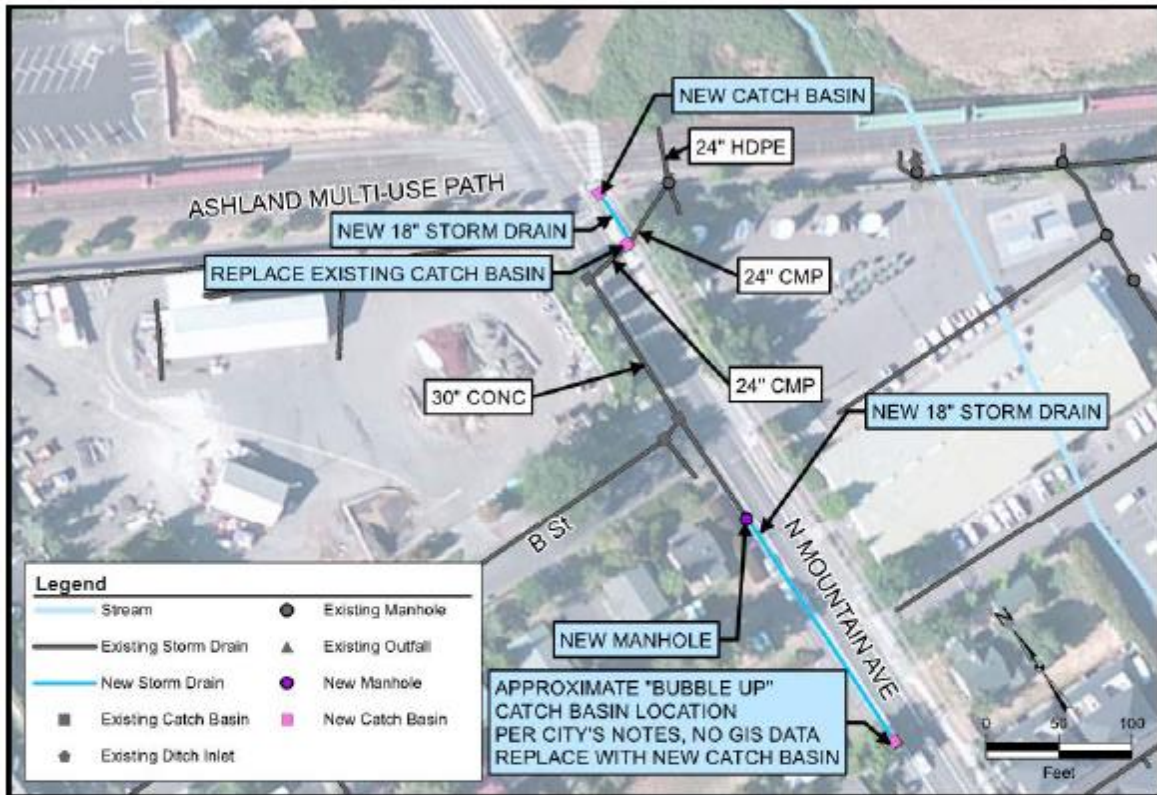 NEW CATCH BASIN
24" HDPE
ASHLAND MULTI-USE PATH
NEW 18" STORM DRAIN
REPLACE EXISTING CATCH BASIN
24" CMP
30" CONC
24" CMP
NEW 18" STORM DRAIN
B St
N MOUNTAIN AVE
NEW MANHOLE
APPROXIMATE "BUBBLE UP"
CATCH BASIN LOCATION
PER CITY'S NOTES, NO GIS DATA
REPLACE WITH NEW CATCH BASIN
N
0 50 100
Feet
Legend
Stream
Existing Storm Drain
New Storm Drain
Existing Catch Basin
Existing Ditch Inlet
Existing Manhole
Existing Outfall
New Manhole
New Catch Basin